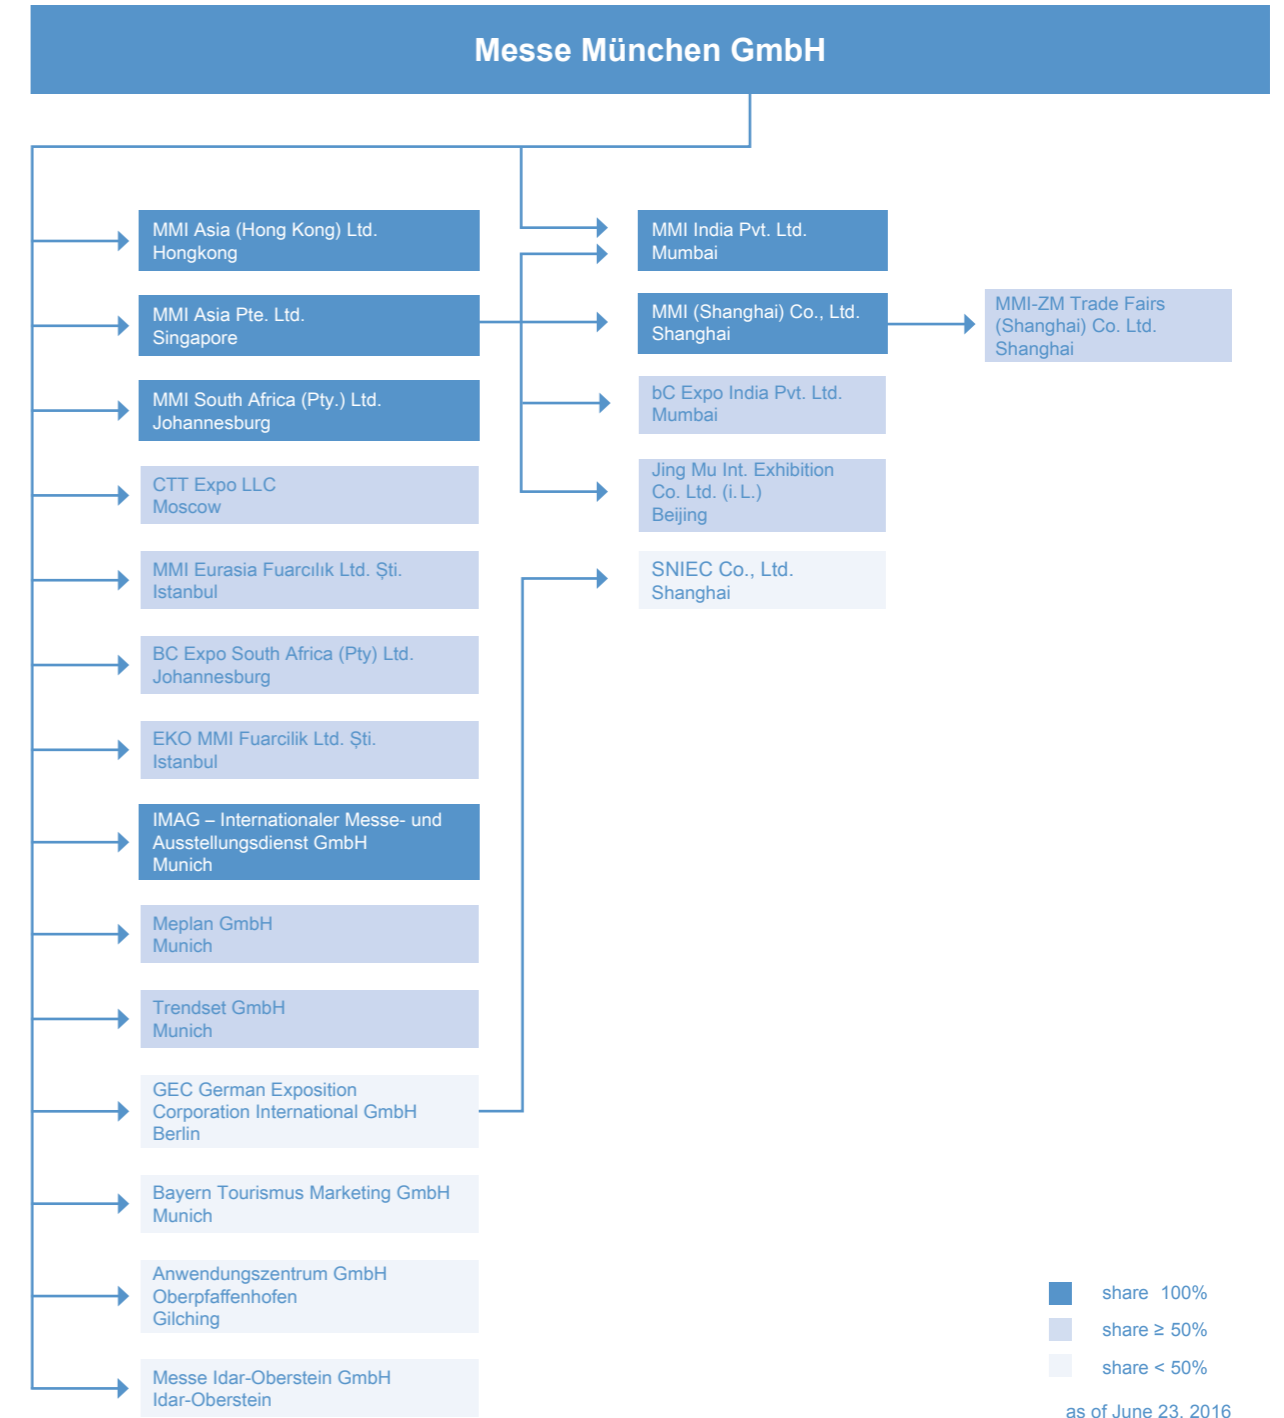 Messe München GmbH
MMI Asia (Hong Kong) Ltd.
Hongkong
MMI Asia Pte. Ltd.
Singapore
MMI South Africa (Pty.) Ltd.
Johannesburg
CTT Expo LLC
Moscow
MMI Eurasia Fuarcılık Ltd. Şti.
Istanbul
BC Expo South Africa (Pty) Ltd.
Johannesburg
EKO MMI Fuarcilik Ltd. Şti.
Istanbul
IMAG – Internationaler Messe- und
Ausstellungsdienst GmbH
Munich
Meplan GmbH
Munich
Trendset GmbH
Munich
GEC German Exposition
Corporation International GmbH
Berlin
Bayern Tourismus Marketing GmbH
Munich
Anwendungszentrum GmbH
Oberpfaffenhofen
Gilching
Messe Idar-Oberstein GmbH
Idar-Oberstein
MMI India Pvt. Ltd.
Mumbai
MMI (Shanghai) Co., Ltd.
Shanghai
bC Expo India Pvt. Ltd.
Mumbai
Jing Mu Int. Exhibition
Co. Ltd. (i. L.)
Beijing
SNIEC Co., Ltd.
Shanghai
MMI-ZM Trade Fairs
(Shanghai) Co. Ltd.
Shanghai
share 100%
share ≥ 50%
share < 50%
as of June 23, 2016